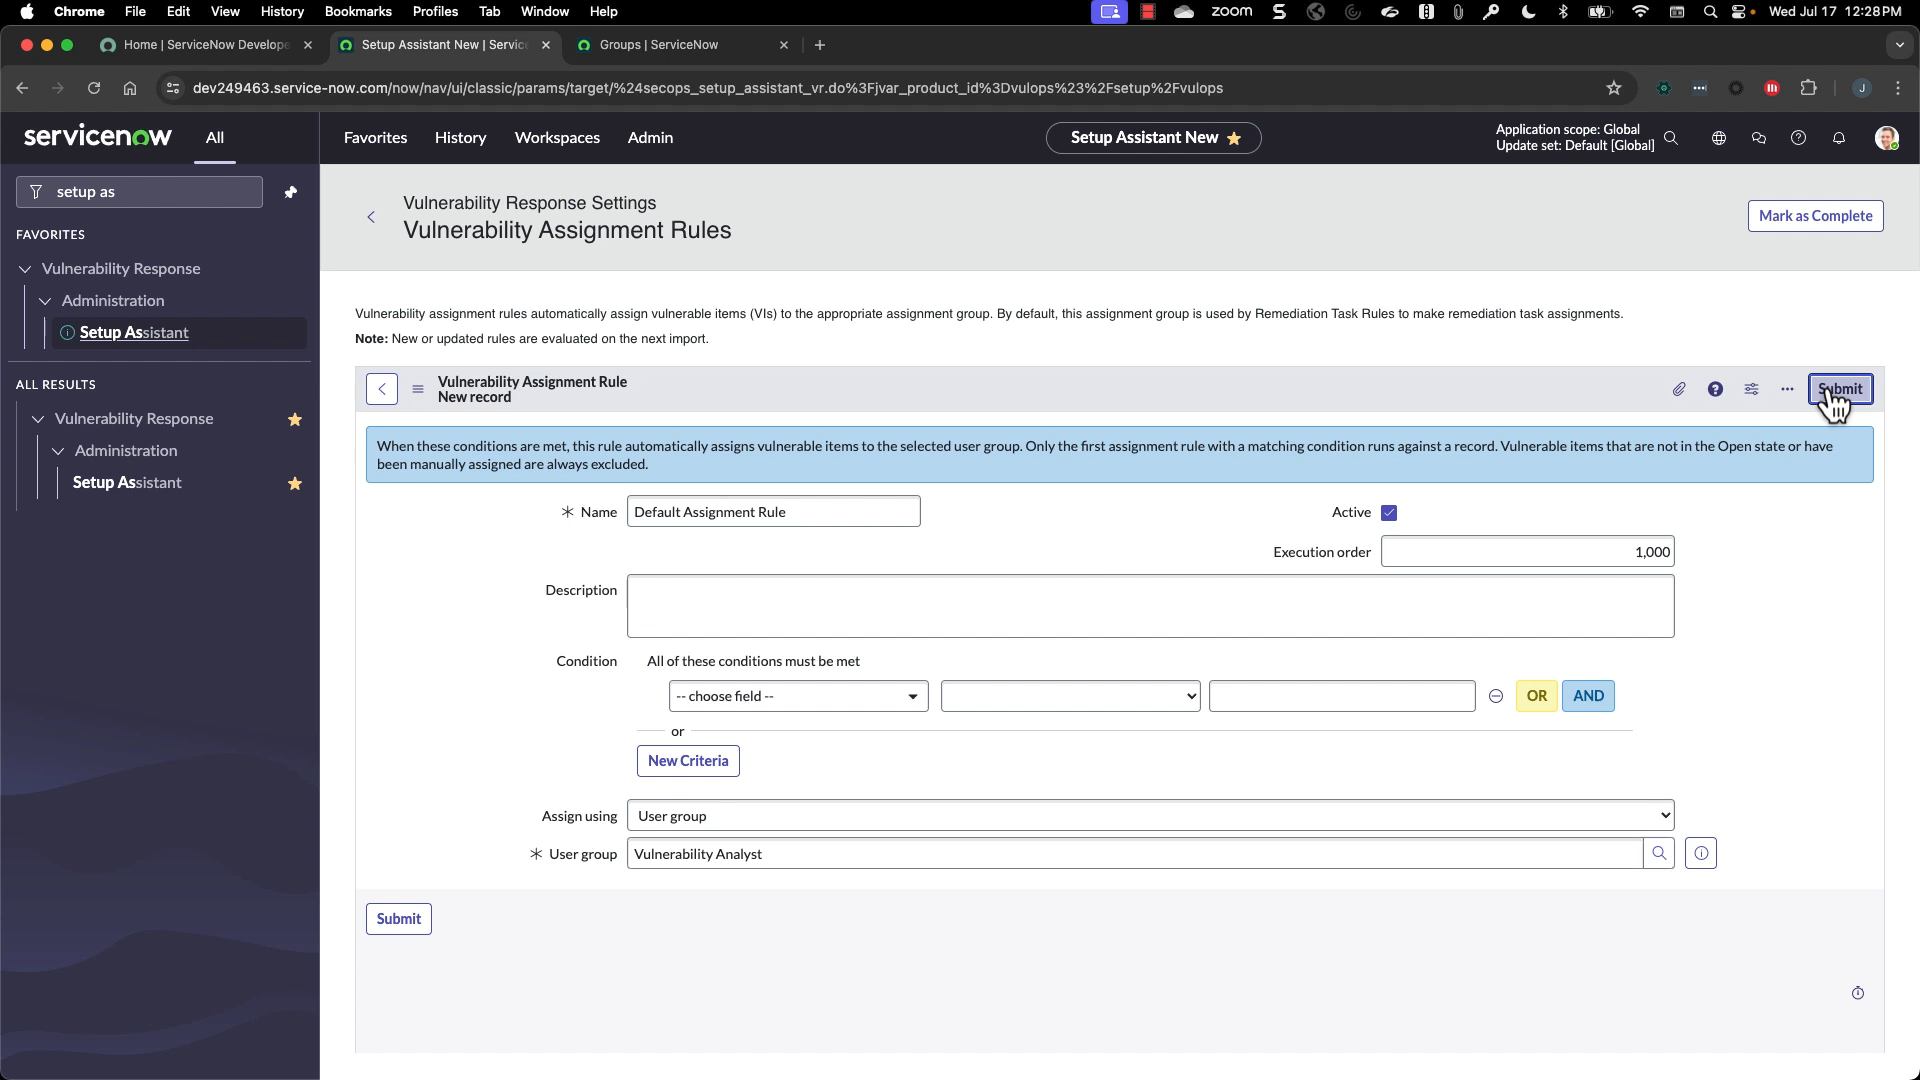 Chrome File Edit View History Bookmarks Profiles Tab Window Help zoom Wed Jul 17 12:28PM
Home | ServiceNow Develope Setup Assistant New | Servic Groups | ServiceNow
dev249463.service-now.com/now/nav/ui/classic/params/target/%24secops_setup_assistant_vr.do%3Fjvar_product_id%3Dvulops%23%2Fsetup%2Fvulops
J
servicenow All Favorites History Workspaces Admin Setup Assistant New
Application scope: Global
Update set: Default [Global]
setup as
FAVORITES
Vulnerability Response
Administration
Setup Assistant
ALL RESULTS
Vulnerability Response
Administration
Setup Assistant
Vulnerability Response Settings
Vulnerability Assignment Rules
Mark as Complete
Vulnerability assignment rules automatically assign vulnerable items (VIs) to the appropriate assignment group. By default, this assignment group is used by Remediation Task Rules to make remediation task assignments.
Note: New or updated rules are evaluated on the next import.
Vulnerability Assignment Rule
New record
Submit
When these conditions are met, this rule automatically assigns vulnerable items to the selected user group. Only the first assignment rule with a matching condition runs against a record. Vulnerable items that are not in the Open state or have
been manually assigned are always excluded.
Name Default Assignment Rule Active
Execution order 1,000
Description
Condition All of these conditions must be met
-- choose field -- OR AND
or
New Criteria
Assign using User group
User group Vulnerability Analyst
Submit